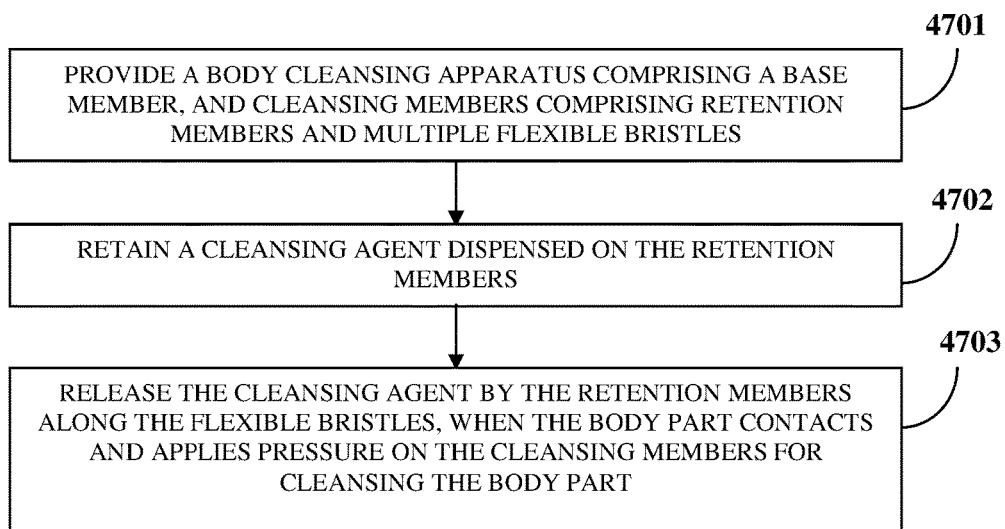 4701
PROVIDE A BODY CLEANSING APPARATUS COMPRISING A BASE
MEMBER, AND CLEANSING MEMBERS COMPRISING RETENTION
MEMBERS AND MULTIPLE FLEXIBLE BRISTLES
4702
RETAIN A CLEANSING AGENT DISPENSED ON THE RETENTION
MEMBERS
4703
RELEASE THE CLEANSING AGENT BY THE RETENTION MEMBERS
ALONG THE FLEXIBLE BRISTLES, WHEN THE BODY PART CONTACTS
AND APPLIES PRESSURE ON THE CLEANSING MEMBERS FOR
CLEANSING THE BODY PART